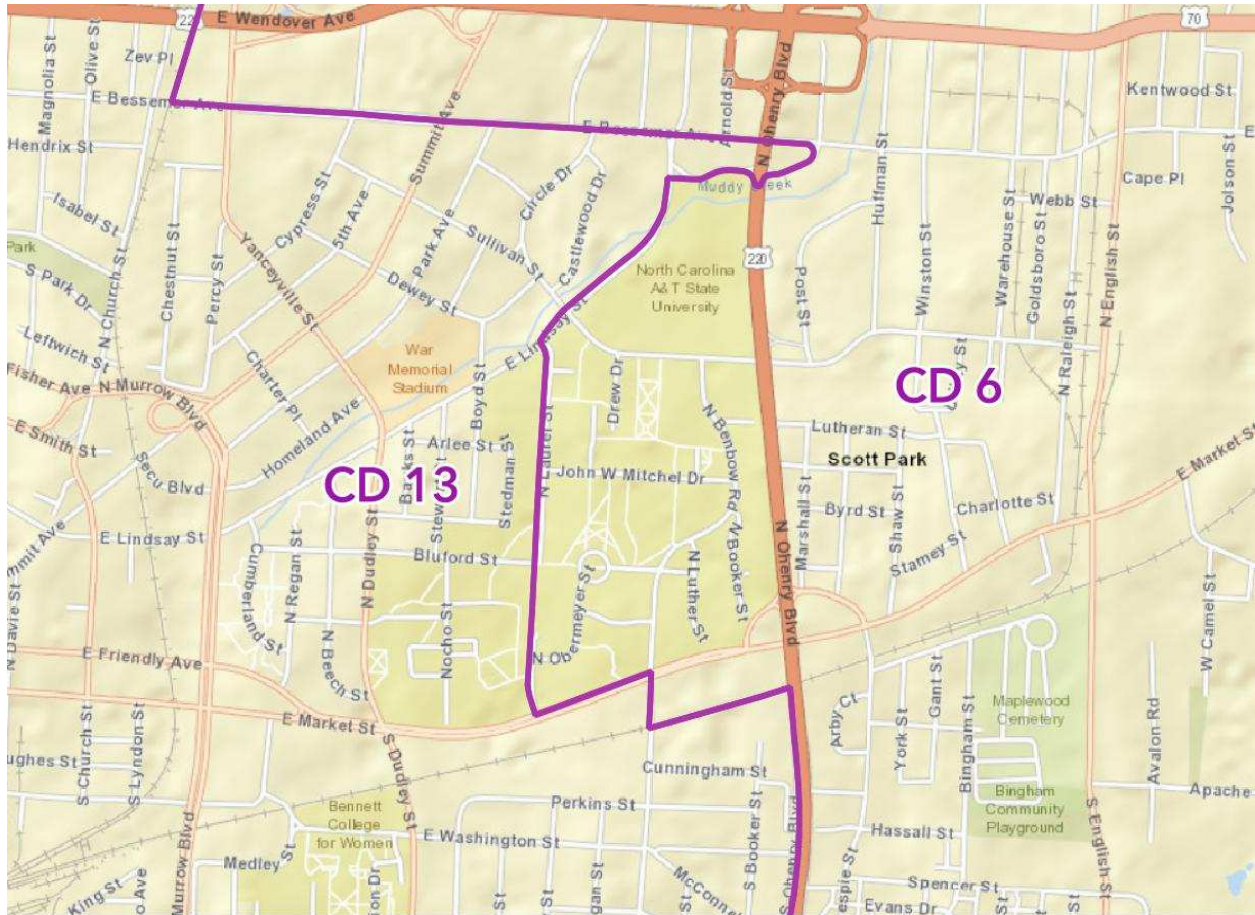 220
E Wendover Ave
70
Zev Pl
Olive St
Magnolia St
E Bessemer Ave
Hendrix St
Isabel St
Park
S Park Dr
Leftwich St
Fisher Ave
E Smith St
N Church St
Chestnut St
Percy St
Yanceyville St
Cypress St
5th Ave
Summit Ave
Park Ave
Sullivan St
Dewey St
Circle Dr
Castlewood Dr
E Bessemer Ave
Arnold St
N Ohenry Blvd
Muddy Creek
Huffman St
Kentwood St
Cape Pl
Jolson St
Webb St
Winston St
Warehouse St
Goldsboro St
N Raleigh St
N English St
Post St
North Carolina
A&T State
University
220
War
Memorial
Stadium
E Lindsay St
N Murrow Blvd
Charter Pl
Homeland Ave
Secu Blvd
Boyd St
Arlee St
Banks St
Stedman St
N Laurel St
Drew Dr
John W Mitchel Dr
N Benbow Rd
N Booker St
CD 6
CD 13
Lutheran St
Scott Park
Byrd St
Marshall St
Shaw St
Charlotte St
Stamey St
E Market St
E Lindsay St
N Davie St
Cumberland St
N Regan St
N Beech St
N Dudley St
Bluford St
Nocho St
N Obermeyer St
N Luther St
N Ohenry Blvd
E Friendly Ave
E Market St
S Dudley St
S Church St
S Lyndon St
Murrow Blvd
Bennett
College
for Women
Medley St
King St
Cunningham St
Perkins St
E Washington St
S Booker St
S Ohenry Blvd
Arby Ct
York St
Gant St
Bingham St
Maplewood
Cemetery
Bingham
Community
Playground
W Camel St
Avalon Rd
Apache
S English St
Hassall St
Spencer St
Evans Dr